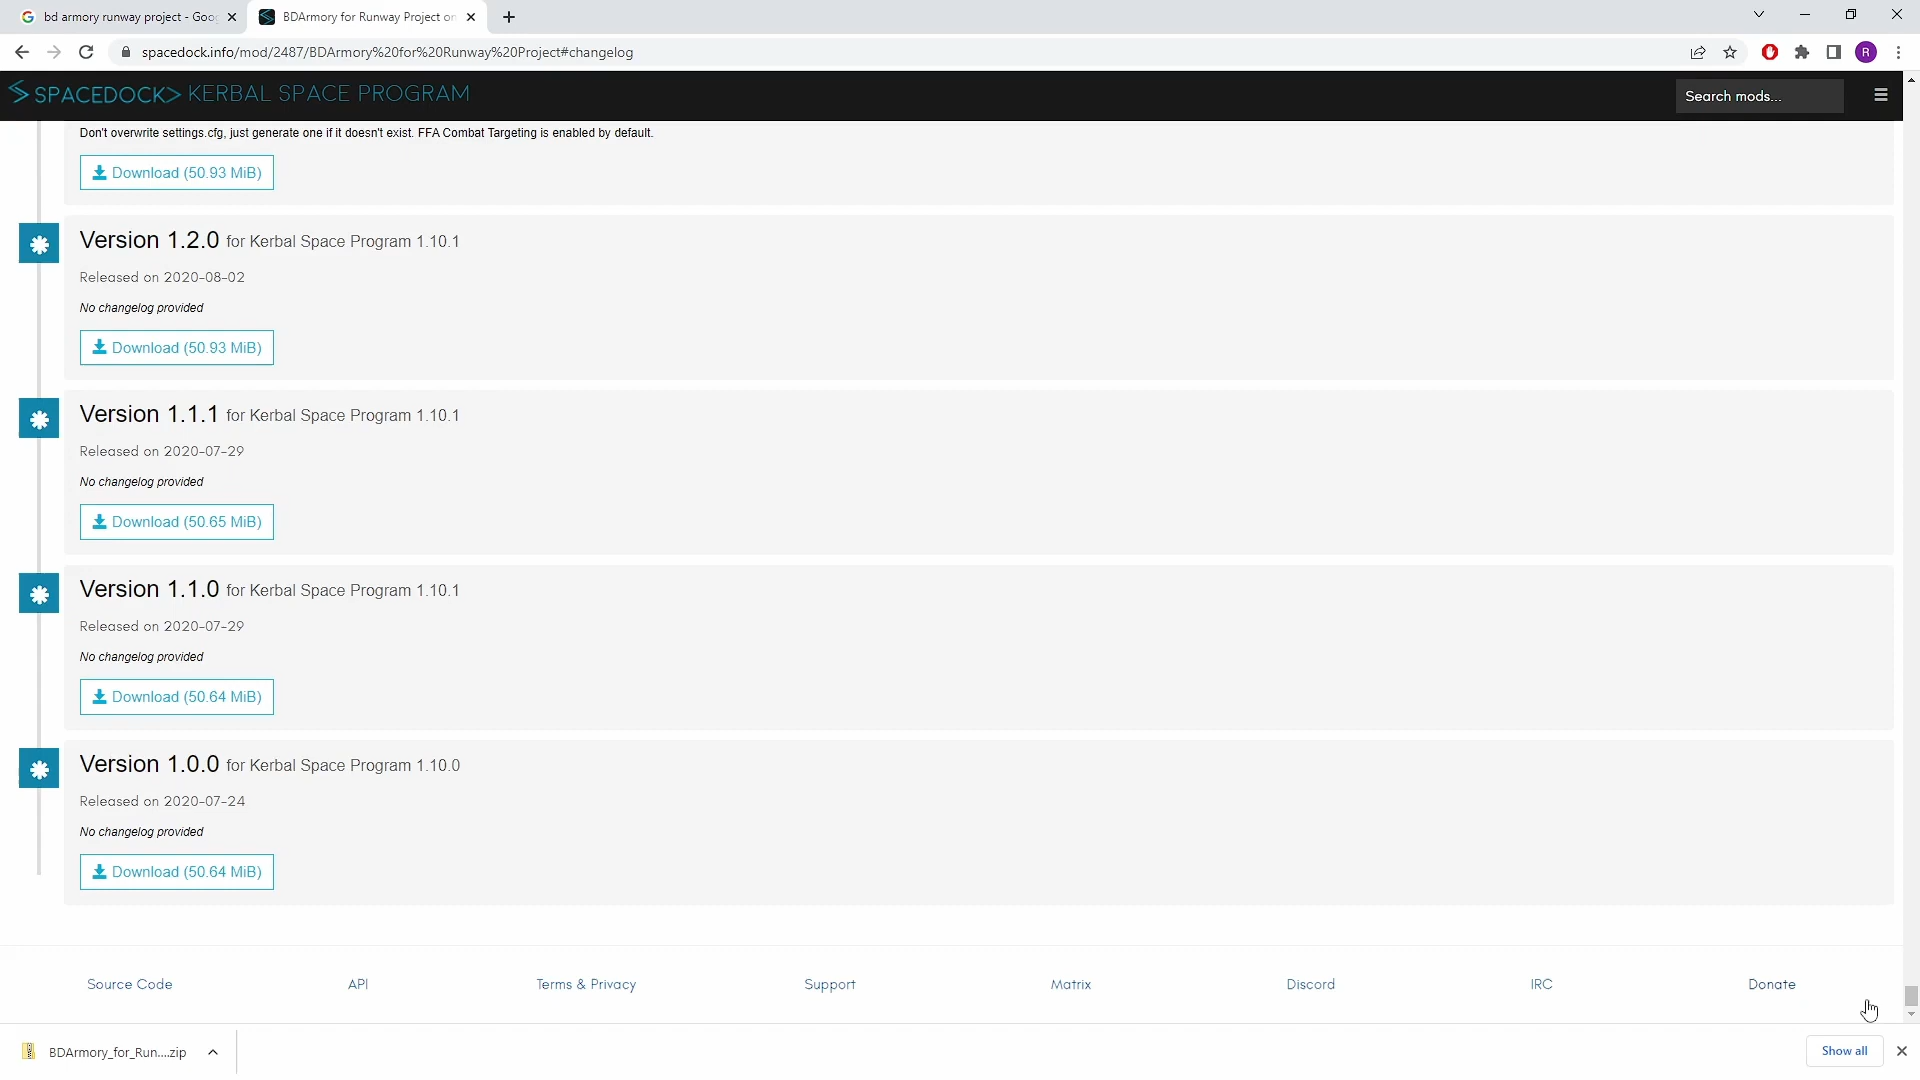 bd armory runway project - Goo
BDArmory for Runway Project on
spacedock.info/mod/2487/BDArmory%20for%20Runway%20Project#changelog
R
SPACEDOCK> KERBAL SPACE PROGRAM
Search mods...
Don't overwrite settings.cfg, just generate one if it doesn't exist. FFA Combat Targeting is enabled by default.
Download (50.93 MiB)
Version 1.2.0 for Kerbal Space Program 1.10.1
Released on 2020-08-02
No changelog provided
Download (50.93 MiB)
Version 1.1.1 for Kerbal Space Program 1.10.1
Released on 2020-07-29
No changelog provided
Download (50.65 MiB)
Version 1.1.0 for Kerbal Space Program 1.10.1
Released on 2020-07-29
No changelog provided
Download (50.64 MiB)
Version 1.0.0 for Kerbal Space Program 1.10.0
Released on 2020-07-24
No changelog provided
Download (50.64 MiB)
Source Code
API
Terms & Privacy
Support
Matrix
Discord
IRC
Donate
BDArmory_for_Run....zip
Show all